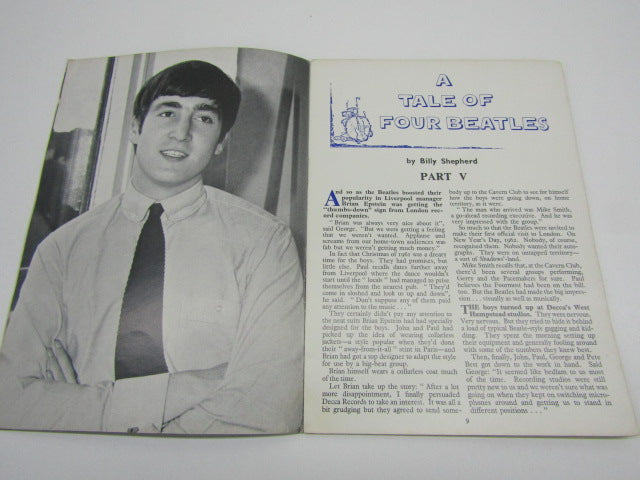 A
TALE OF
FOUR BEATLES
by Billy Shepherd
PART V
And so as the Beatles boosted their
popularity in Liverpool manager
Brian Epstein was getting the
"thumbs-down" sign from London rec-
ord companies.
"Brian was always very nice about it",
said George. "But we were getting a feeling
that we weren't wanted. Applause and
screams from our home-town audiences was
fab but we weren't getting much money."
In fact that Christmas of 1961 was a dreary
time for the boys. They had promises, but
little else. Paul recalls dates further away
from Liverpool where the dance wouldn't
start until the "locals" had managed to prise
themselves from the nearest pub. "They'd
come in sloshed and look us up and down",
he said. "Don't suppose any of them paid
any attention to the music . . ."
They certainly didn't pay any attention to
the neat suits Brian Epstein had had specially
designed for the boys. John and Paul had
picked up the idea of wearing collarless
jackets—a style popular when they'd done
their "away-from-it-all" stint in Paris—and
Brian had got a top designer to adapt the style
for use by a big-beat group.
Brian himself wears a collarless coat much
of the time.
Let Brian take up the story: "After a lot
more disappointment, I finally persuaded
Decca Records to take an interest. It was all a
bit grudging but they agreed to send some-
body up to the Cavern Club to see for himself
how the boys were going down, on home
territory, as it were.
"The man who arrived was Mike Smith,
a go-ahead recording executive. And he was
very impressed with the group."
So much so that the Beatles were invited to
make their first official visit to London. On
New Year's Day, 1962. Nobody, of course,
recognised them. Nobody wanted their auto-
graphs. They were on untapped territory—
a sort of Shadows'-land.
Mike Smith recalls that, at the Cavern Club,
there'd been several groups performing,
Gerry and the Pacemakers for sure. Paul
believes the Fourmost had been on the bill,
too. But the Beatles had made the big impres-
sion . . . visually as well as musically.
THE boys turned up at Decca's West
Hampstead studios. They were nervous.
Very nervous. But they tried to hide it behind
a load of typical Beatle-style gagging and kid-
ding. They spent the morning setting up
their equipment and generally fooling around
with some of the numbers they knew best.
Then, finally, John, Paul, George and Pete
Best got down to the work in hand. Said
George: "It seemed like bedlam to us most
of the time. Recording studios were still
pretty new to us and we weren't sure what was
going on when they kept on switching micro-
phones around and getting us to stand in
different positions . . ."
9